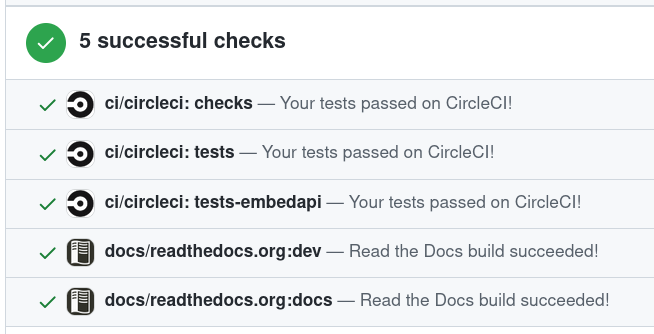 5 successful checks
ci/circleci: checks — Your tests passed on CircleCI!
ci/circleci: tests — Your tests passed on CircleCI!
ci/circleci: tests-embedapi — Your tests passed on CircleCI!
docs/readthedocs.org:dev — Read the Docs build succeeded!
docs/readthedocs.org:docs — Read the Docs build succeeded!